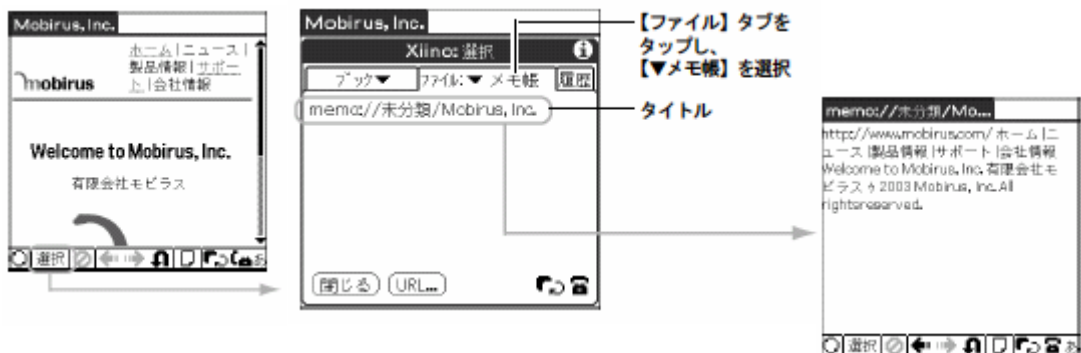 Mobirus, Inc.
ホーム | ニュース |
製品情報 | サポー
ト | 会社情報
mobirus
Welcome to Mobirus, Inc.
有限会社モビラス
選択
あ
Mobirus, Inc.
Xiino: 選択
ブック▼
ファイル: ▼ メモ帳
履歴
memo://未分類/Mobirus, Inc.
閉じる
URL...
【ファイル】タブを
タップし、
【▼メモ帳】を選択
タイトル
memo://未分類/Mo...
http://www.mobirus.com/ ホーム |ニ
ュース |製品情報 |サポート |会社情報
Welcome to Mobirus, Inc. 有限会社モ
ビラス ゥ 2003 Mobirus, Inc. All
rightsreserved.
選択
あ